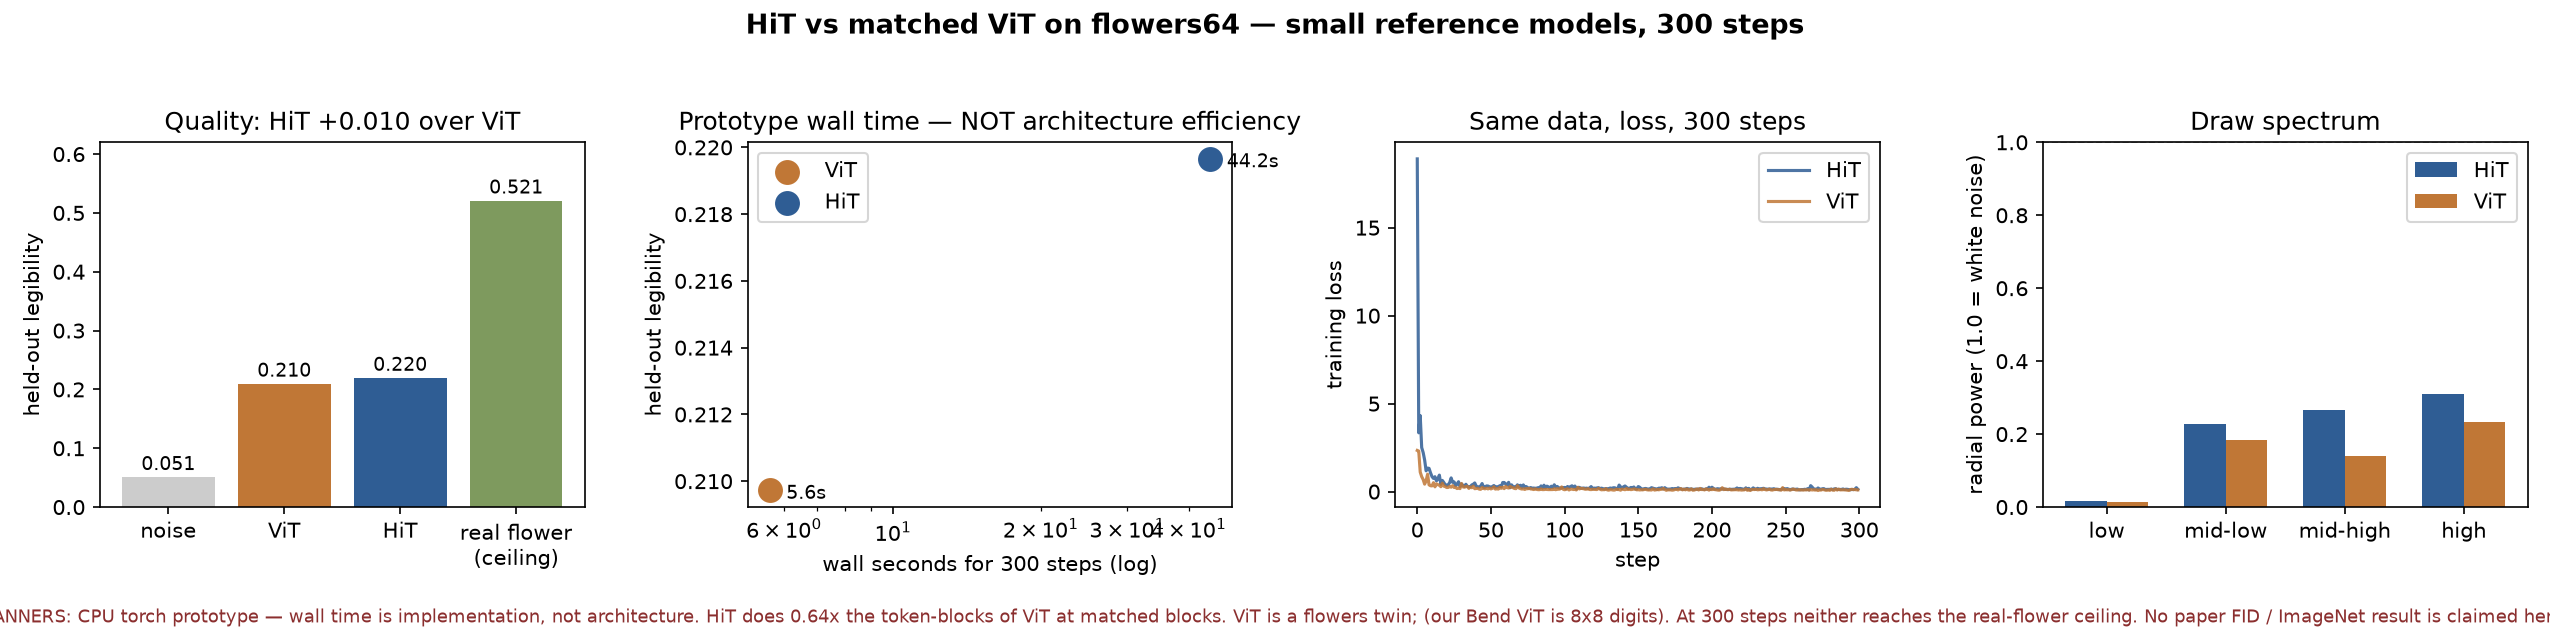 HiT vs matched ViT on flowers64 — small reference models, 300 steps
Quality: HiT +0.010 over ViT
held-out legibility
0.6
0.5
0.4
0.3
0.2
0.1
0.0
0.051
0.210
0.220
0.521
noise
ViT
HiT
real flower
(ceiling)
Prototype wall time — NOT architecture efficiency
held-out legibility
0.220
0.218
0.216
0.214
0.212
0.210
ViT
HiT
44.2s
5.6s
6 × 10⁰
10¹
2 × 10¹
3 × 10¹
4 × 10¹
wall seconds for 300 steps (log)
Same data, loss, 300 steps
training loss
15
10
5
0
HiT
ViT
0 50 100 150 200 250 300
step
Draw spectrum
radial power (1.0 = white noise)
1.0
0.8
0.6
0.4
0.2
0.0
HiT
ViT
low
mid-low
mid-high
high
ANNERS: CPU torch prototype — wall time is implementation, not architecture. HiT does 0.64x the token-blocks of ViT at matched blocks. ViT is a flowers twin; (our Bend ViT is 8x8 digits). At 300 steps neither reaches the real-flower ceiling. No paper FID / ImageNet result is claimed her